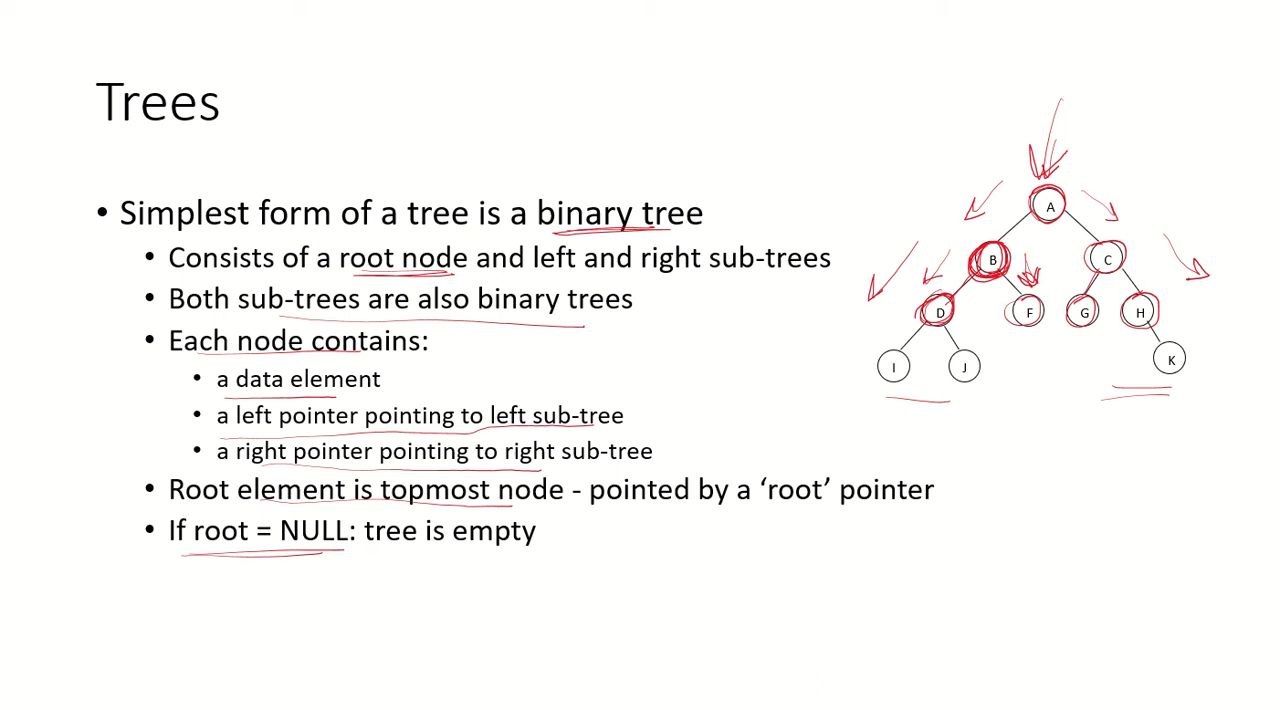 Trees
• Simplest form of a tree is a binary tree
• Consists of a root node and left and right sub-trees
• Both sub-trees are also binary trees
• Each node contains:
• a data element
• a left pointer pointing to left sub-tree
• a right pointer pointing to right sub-tree
• Root element is topmost node - pointed by a ‘root’ pointer
• If root = NULL: tree is empty
A
B C
D F G H
I J K